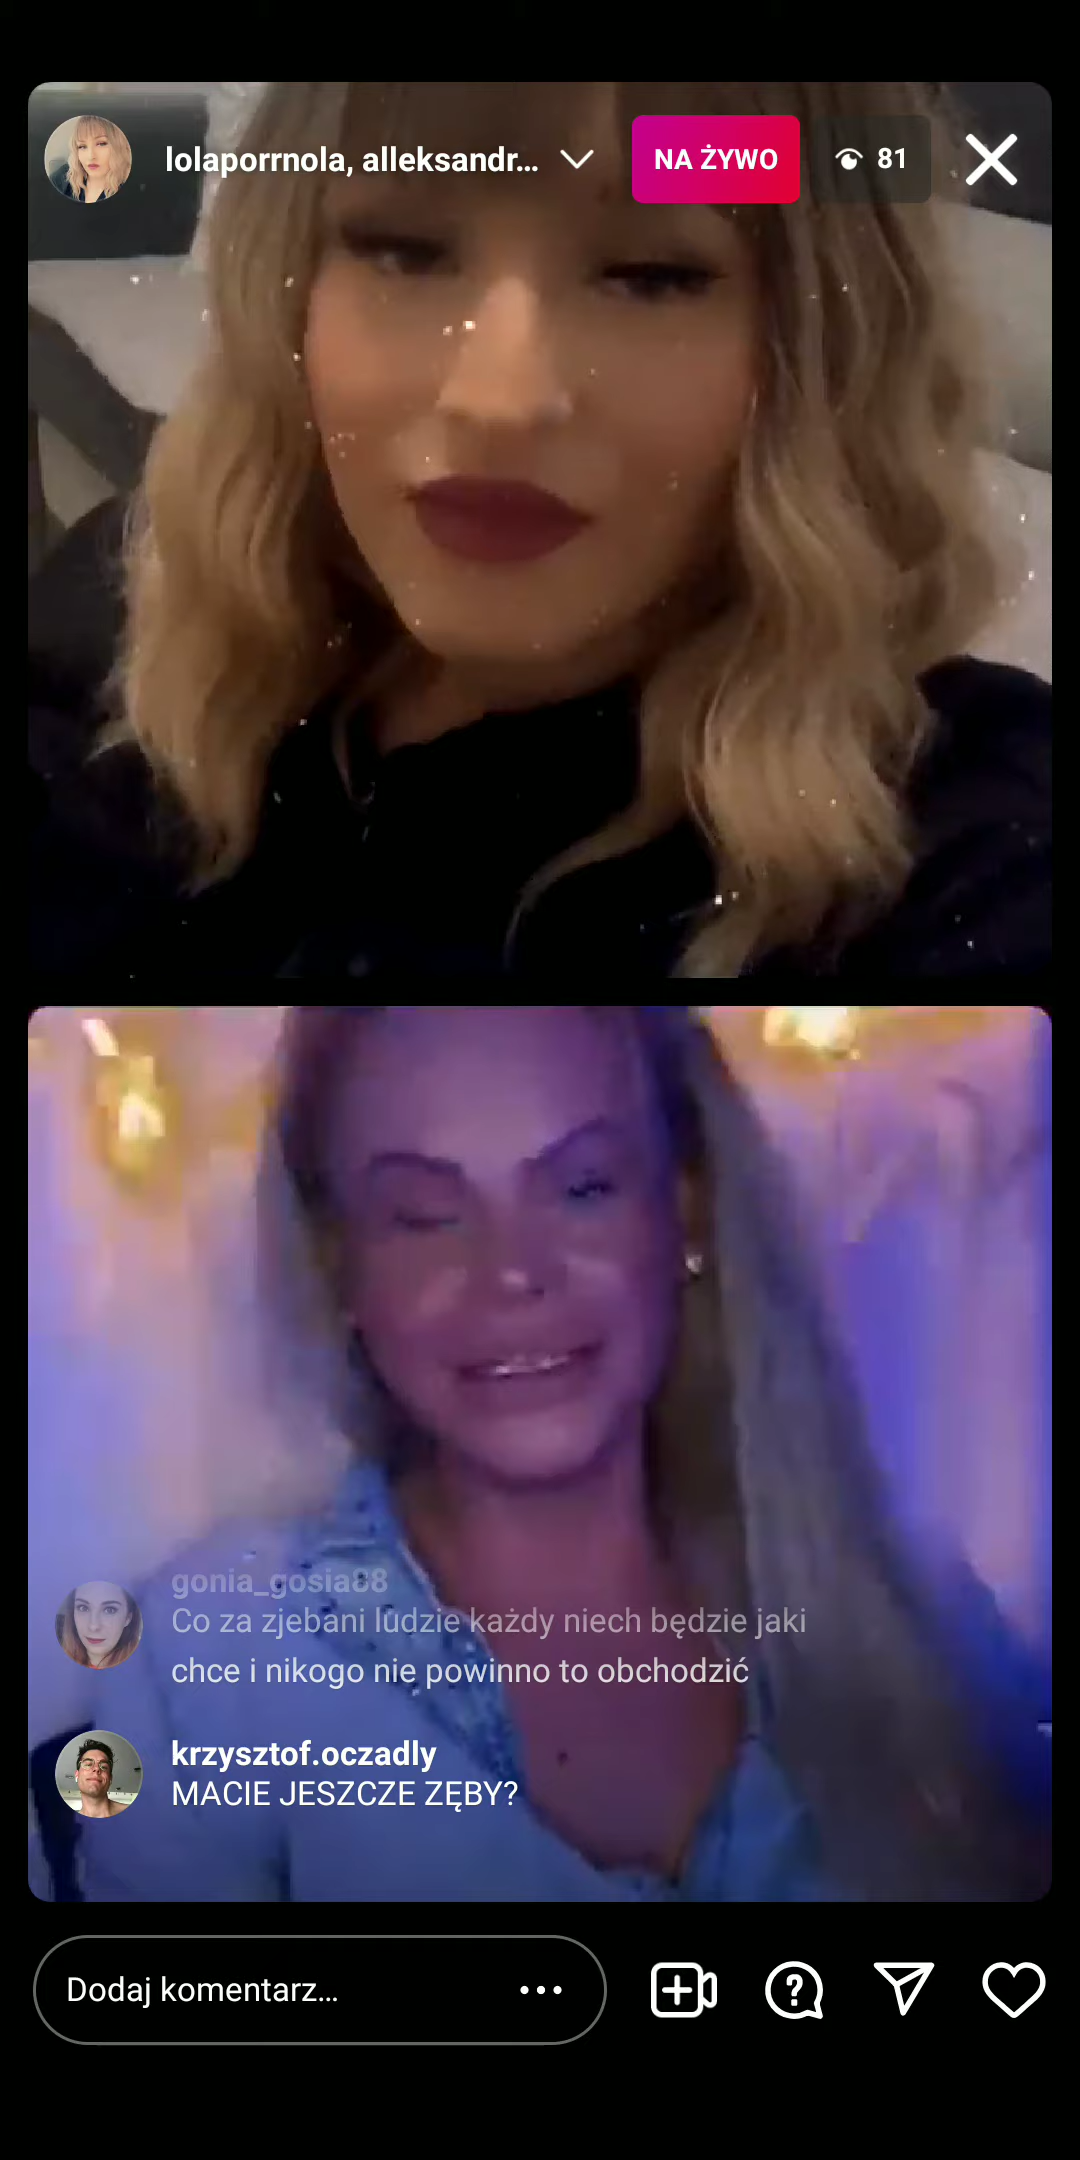 lolaporrnola, alleksandr...
NA ŻYWO
81
gonia_gosia88
Co za zjebani ludzie każdy niech będzie jaki
chce i nikogo nie powinno to obchodzić
krzysztof.oczadly
MACIE JESZCZE ZĘBY?
Dodaj komentarz...